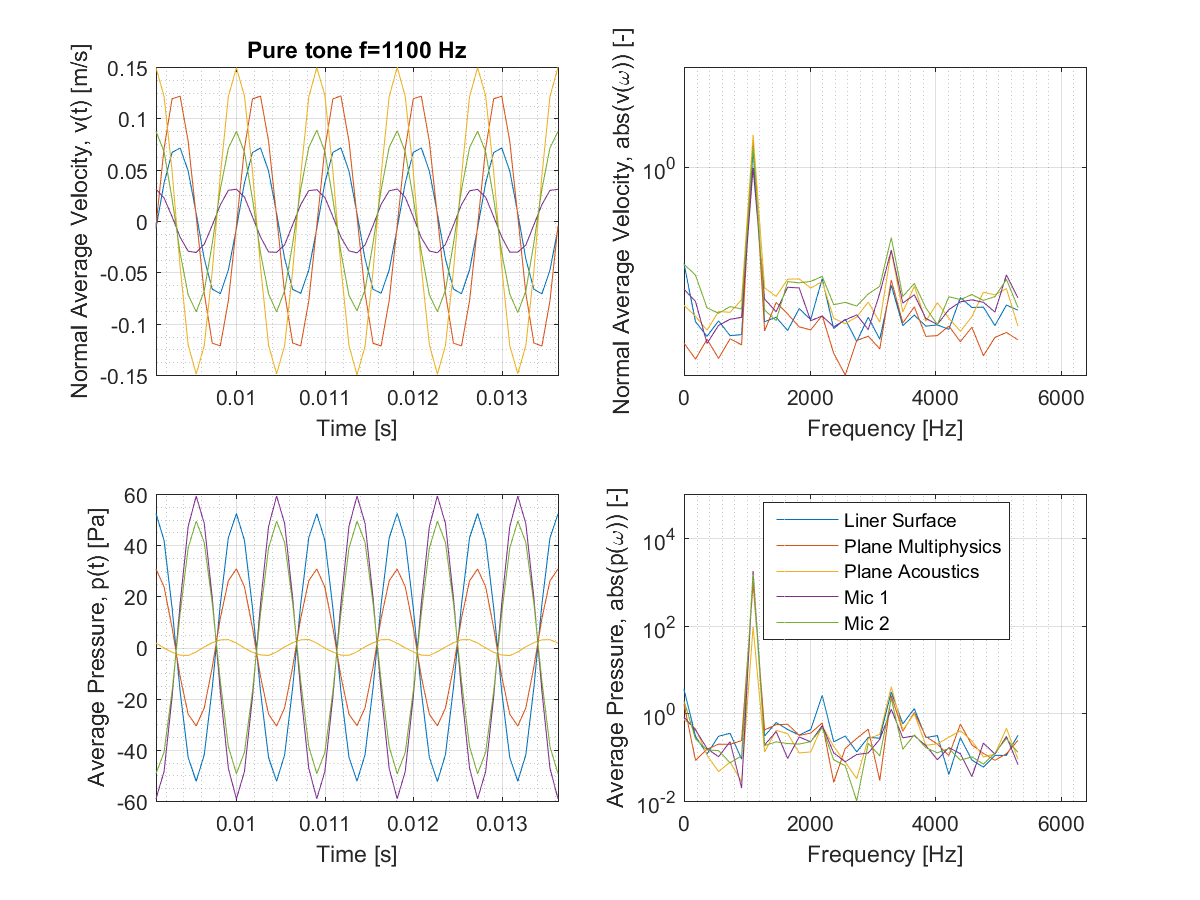 Pure tone f=1100 Hz
Normal Average Velocity, v(t) [m/s]
0.15
0.1
0.05
0
-0.05
-0.1
-0.15
0.01
0.011
0.012
0.013
Time [s]
Normal Average Velocity, abs(v(ω)) [-]
10^0
0
2000
4000
6000
Frequency [Hz]
Average Pressure, p(t) [Pa]
60
40
20
0
-20
-40
-60
0.01
0.011
0.012
0.013
Time [s]
Average Pressure, abs(p(ω)) [-]
10^4
10^2
10^0
10^-2
Liner Surface
Plane Multiphysics
Plane Acoustics
Mic 1
Mic 2
0
2000
4000
6000
Frequency [Hz]